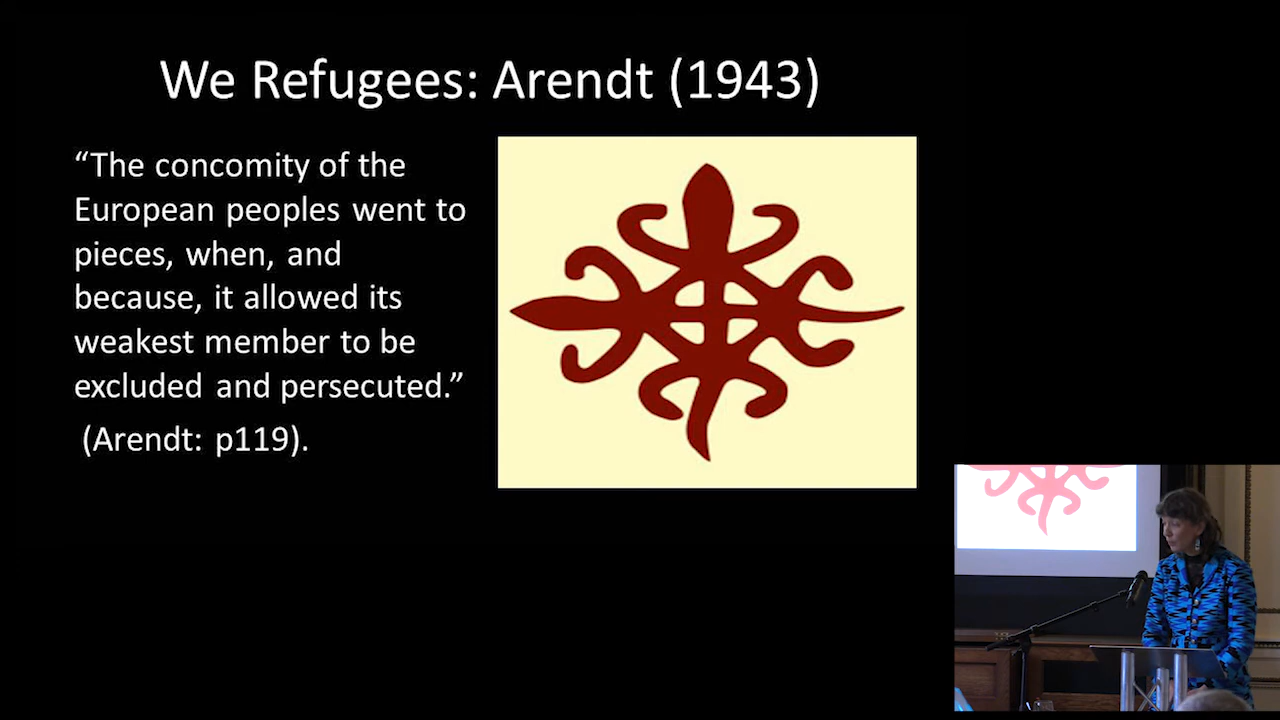 We Refugees: Arendt (1943)
“The concomity of the
European peoples went to
pieces, when, and
because, it allowed its
weakest member to be
excluded and persecuted.”
(Arendt: p119).